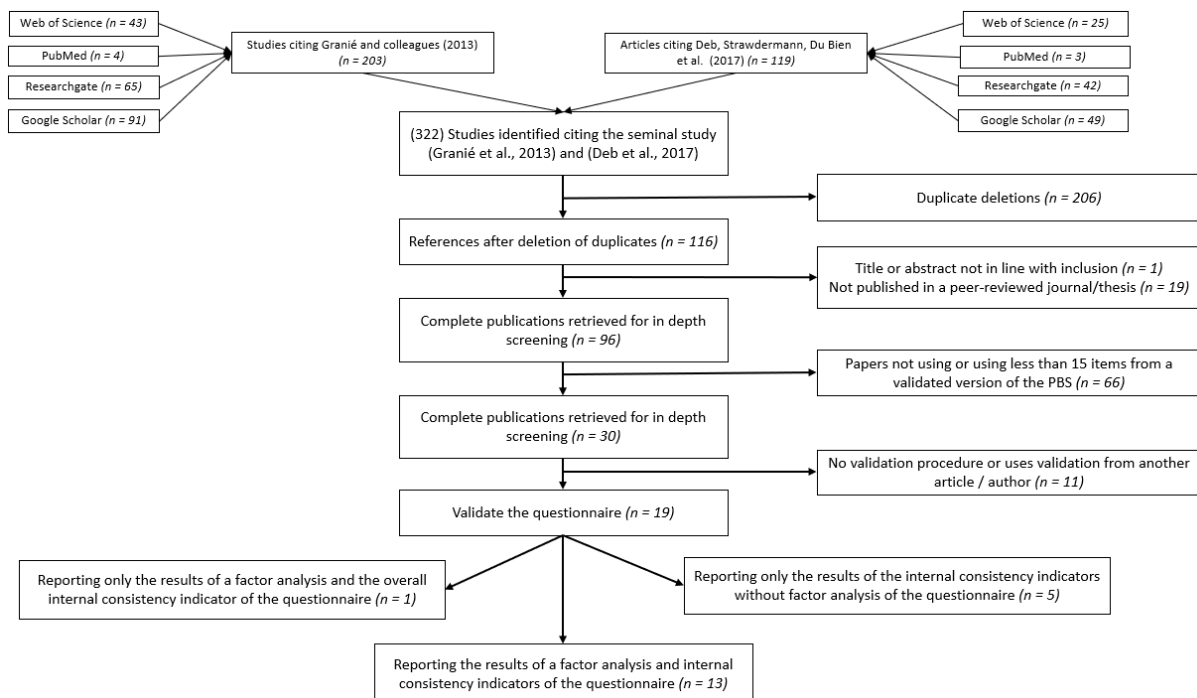 Web of Science (n = 43)
PubMed (n = 4)
Researchgate (n = 65)
Google Scholar (n = 91)
Studies citing Granié and colleagues (2013)
(n = 203)
Articles citing Deb, Strawdermann, Du Bien
et al. (2017) (n = 119)
Web of Science (n = 25)
PubMed (n = 3)
Researchgate (n = 42)
Google Scholar (n = 49)
(322) Studies identified citing the seminal study
(Granié et al., 2013) and (Deb et al., 2017)
Duplicate deletions (n = 206)
References after deletion of duplicates (n = 116)
Title or abstract not in line with inclusion (n = 1)
Not published in a peer-reviewed journal/thesis (n = 19)
Complete publications retrieved for in depth
screening (n = 96)
Papers not using or using less than 15 items from a
validated version of the PBS (n = 66)
Complete publications retrieved for in depth
screening (n = 30)
No validation procedure or uses validation from another
article / author (n = 11)
Validate the questionnaire (n = 19)
Reporting only the results of a factor analysis and the overall
internal consistency indicator of the questionnaire (n = 1)
Reporting only the results of the internal consistency indicators
without factor analysis of the questionnaire (n = 5)
Reporting the results of a factor analysis and internal
consistency indicators of the questionnaire (n = 13)